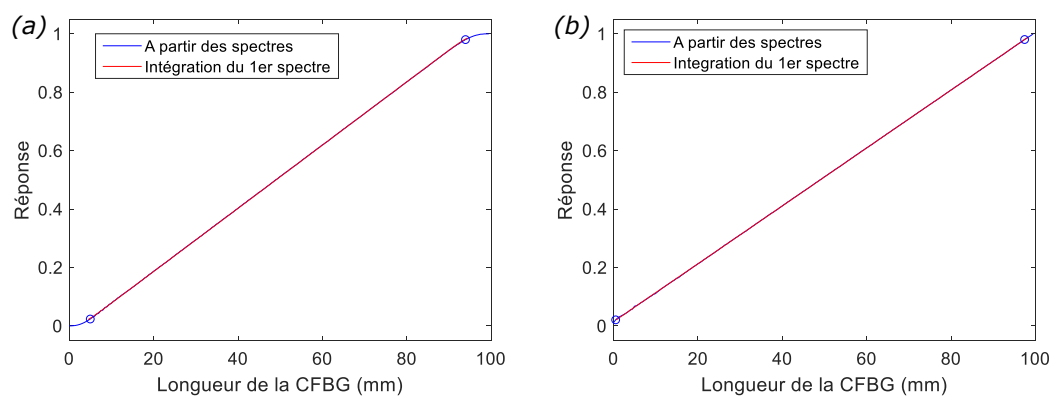 (a)
A partir des spectres
Intégration du 1er spectre
Réponse
1
0.8
0.6
0.4
0.2
0
0 20 40 60 80 100
Longueur de la CFBG (mm)
(b)
A partir des spectres
Integration du 1er spectre
Réponse
1
0.8
0.6
0.4
0.2
0
0 20 40 60 80 100
Longueur de la CFBG (mm)